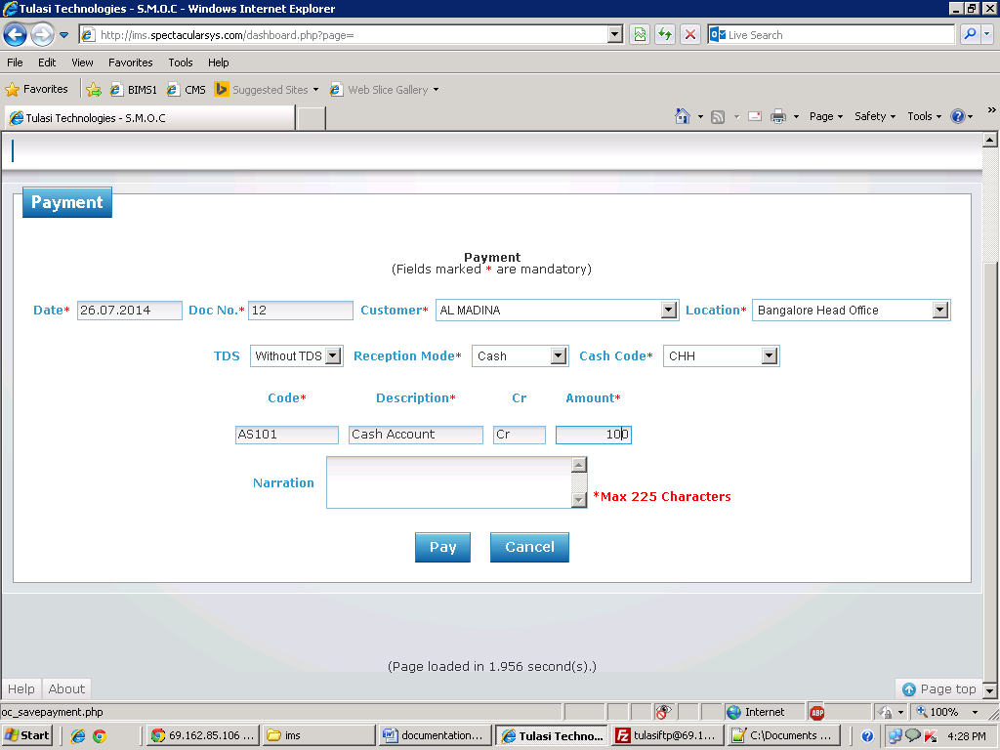 Tulasi Technologies - S.M.O.C - Windows Internet Explorer
http://ims.spectacularsys.com/dashboard.php?page=
Live Search
File Edit View Favorites Tools Help
Favorites BIMS1 CMS Suggested Sites Web Slice Gallery
Tulasi Technologies - S.M.O.C
Page Safety Tools
Payment
Payment
(Fields marked * are mandatory)
Date* 26.07.2014 Doc No.* 12 Customer* AL MADINA Location* Bangalore Head Office
TDS Without TDS Reception Mode* Cash Cash Code* CHH
Code* Description* Cr Amount*
AS101 Cash Account Cr 100
Narration
*Max 225 Characters
Pay Cancel
(Page loaded in 1.956 second(s).)
Help About Page top
oc_savepayment.php Internet ABP 100%
Start 69.162.85.106 ... ims documentation... Tulasi Techno... tulasiftp@69.1... C:\Documents ... 4:28 PM